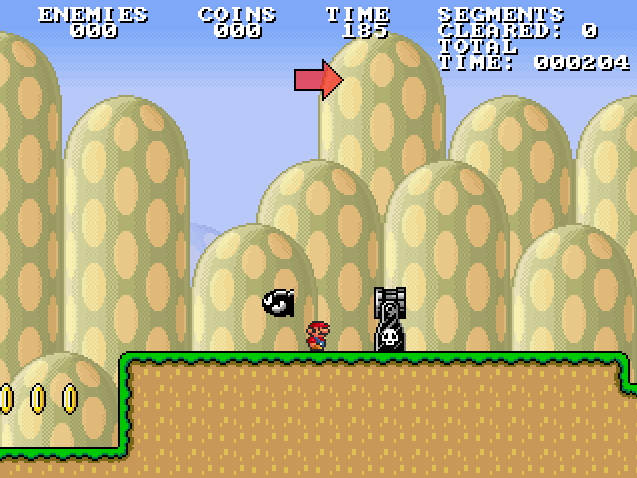 ENEMIES
000
COINS
000
TIME
185
SEGMENTS
CLEARED: 0
TOTAL
TIME: 000204